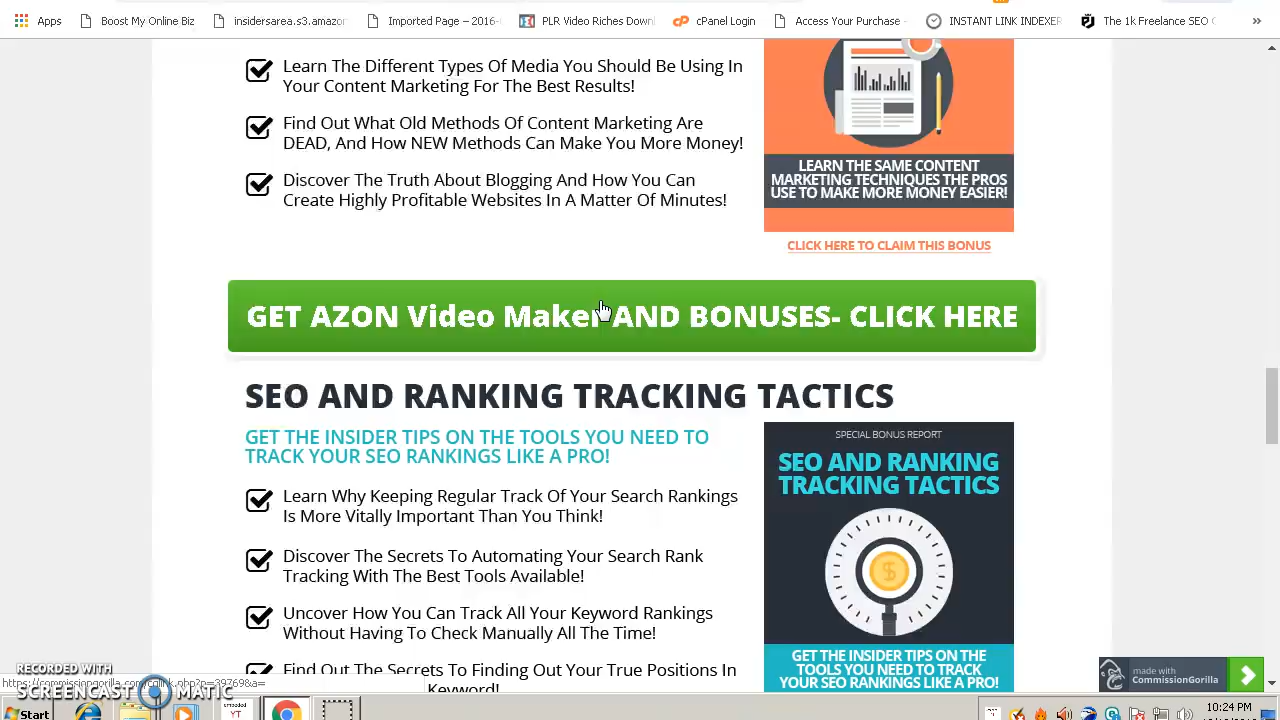 Apps
Boost My Online Biz
insidersarea.s3.amazon
Imported Page – 2016-
PLR Video Riches Down
cPanel Login
Access Your Purchase -
INSTANT LINK INDEXER
The 1k Freelance SEO
»
Learn The Different Types Of Media You Should Be Using In
Your Content Marketing For The Best Results!
Find Out What Old Methods Of Content Marketing Are
DEAD, And How NEW Methods Can Make You More Money!
Discover The Truth About Blogging And How You Can
Create Highly Profitable Websites In A Matter Of Minutes!
LEARN THE SAME CONTENT
MARKETING TECHNIQUES THE PROS
USE TO MAKE MORE MONEY EASIER!
CLICK HERE TO CLAIM THIS BONUS
GET AZON Video Maker AND BONUSES- CLICK HERE
SEO AND RANKING TRACKING TACTICS
GET THE INSIDER TIPS ON THE TOOLS YOU NEED TO
TRACK YOUR SEO RANKINGS LIKE A PRO!
Learn Why Keeping Regular Track Of Your Search Rankings
Is More Vitally Important Than You Think!
Discover The Secrets To Automating Your Search Rank
Tracking With The Best Tools Available!
Uncover How You Can Track All Your Keyword Rankings
Without Having To Check Manually All The Time!
Find Out The Secrets To Finding Out Your True Positions In
Keyword!
SPECIAL BONUS REPORT
SEO AND RANKING
TRACKING TACTICS
$
GET THE INSIDER TIPS ON THE
TOOLS YOU NEED TO TRACK
YOUR SEO RANKINGS LIKE A PRO!
made with
CommissionGorilla
RECORDED WITH
SCREENCAST MATIC
Start
YT
10:24 PM